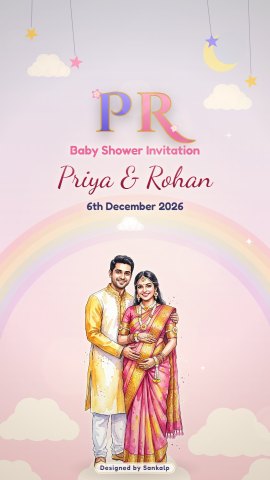 PR
Baby Shower Invitation
Priya & Rohan
6th December 2026
Designed by Sankalp